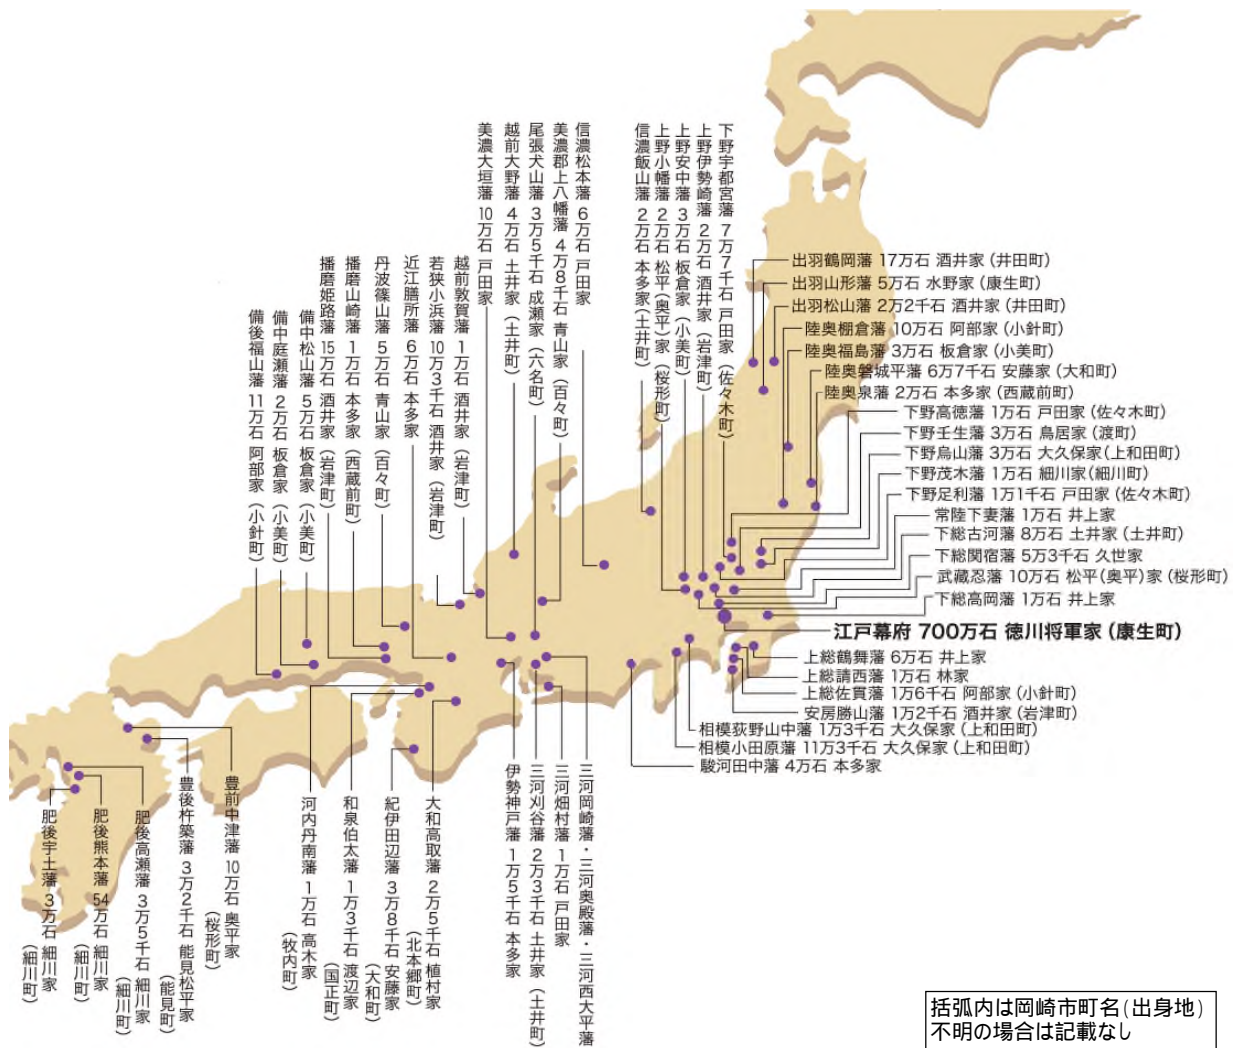 美濃大垣藩 10万石 戸田家
越前大野藩 4万石 土井家（土井町）
尾張犬山藩 3万5千石 成瀬家（六名町）
美濃郡上八幡藩 4万8千石 青山家（百々町）
信濃松本藩 6万石 戸田家
信濃飯山藩 2万石 本多家（土井町）
上野小幡藩 2万石 松平（奥平）家（桜形町）
上野安中藩 3万石 板倉家（小美町）
上野伊勢崎藩 2万石 酒井家（岩津町）
下野宇都宮藩 7万7千石 戸田家（佐々木町）
備後福山藩 11万石 阿部家（小針町）
備中庭瀬藩 2万石 板倉家（小美町）
備中松山藩 5万石 板倉家（小美町）
播磨姫路藩 15万石 酒井家（岩津町）
播磨山崎藩 1万石 本多家（西蔵前町）
丹波篠山藩 5万石 青山家（百々町）
近江膳所藩 6万石 本多家
若狭小浜藩 10万3千石 酒井家（岩津町）
越前敦賀藩 1万石 酒井家（岩津町）
出羽鶴岡藩 17万石 酒井家（井田町）
出羽山形藩 5万石 水野家（康生町）
出羽松山藩 2万2千石 酒井家（井田町）
陸奥棚倉藩 10万石 阿部家（小針町）
陸奥福島藩 3万石 板倉家（小美町）
陸奥磐城平藩 6万7千石 安藤家（大和町）
陸奥泉藩 2万石 本多家（西蔵前町）
下野高徳藩 1万石 戸田家（佐々木町）
下野壬生藩 3万石 鳥居家（渡町）
下野烏山藩 3万石 大久保家（上和田町）
下野茂木藩 1万石 細川家（細川町）
下野足利藩 1万1千石 戸田家（佐々木町）
常陸下妻藩 1万石 井上家
下総古河藩 8万石 土井家（土井町）
下総関宿藩 5万3千石 久世家
武蔵忍藩 10万石 松平（奥平）家（桜形町）
下総高岡藩 1万石 井上家
江戸幕府 700万石 徳川将軍家（康生町）
上総鶴舞藩 6万石 井上家
上総請西藩 1万石 林家
上総佐貫藩 1万6千石 阿部家（小針町）
安房勝山藩 1万2千石 酒井家（岩津町）
相模荻野山中藩 1万3千石 大久保家（上和田町）
相模小田原藩 11万3千石 大久保家（上和田町）
駿河田中藩 4万石 本多家
肥後宇土藩 3万石 細川家
（細川町）
肥後熊本藩 54万石 細川家
（細川町）
肥後高瀬藩 3万5千石 細川家
（細川町）
豊後杵築藩 3万2千石 能見松平家
（能見町）
豊前中津藩 10万石 奥平家
（桜形町）
河内丹南藩 1万石 高木家
（牧内町）
和泉伯太藩 1万3千石 渡辺家
（国正町）
紀伊田辺藩 3万8千石 安藤家
（大和町）
大和高取藩 2万5千石 植村家
（北本郷町）
伊勢神戸藩 1万5千石 本多家
三河刈谷藩 2万3千石 土井家（土井町）
三河畑村藩 1万石 戸田家
三河岡崎藩・三河奥殿藩・三河西大平藩
括弧内は岡崎市町名（出身地）
不明の場合は記載なし